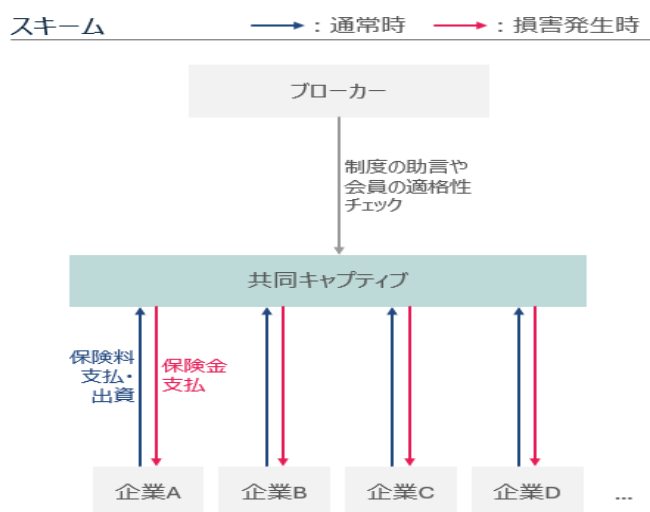 スキーム
：通常時
：損害発生時
ブローカー
制度の助言や
会員の適格性
チェック
共同キャプティブ
保険料
支払・
出資
保険金
支払
企業A
企業B
企業C
企業D
...